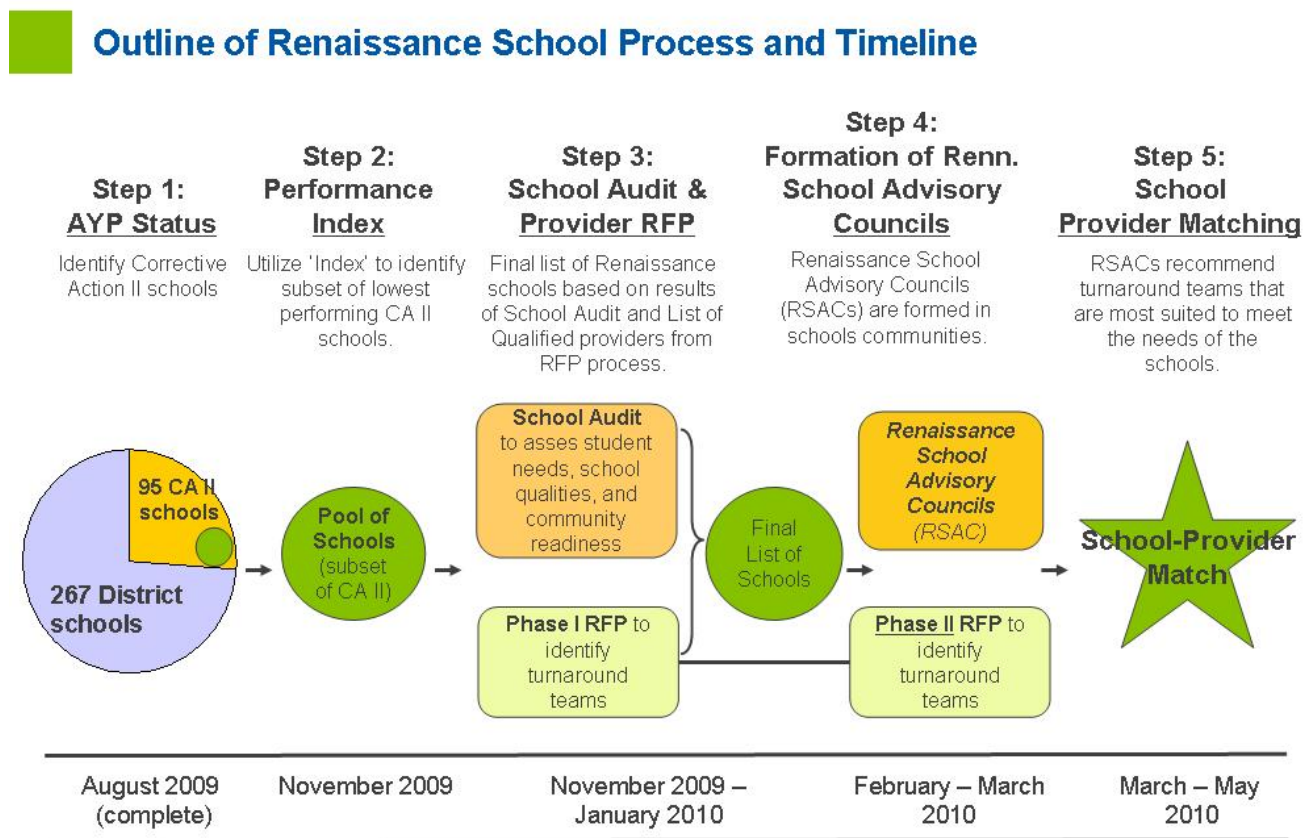 Outline of Renaissance School Process and Timeline
Step 1:
AYP Status
Identify Corrective
Action II schools
Step 2:
Performance
Index
Utilize 'Index' to identify
subset of lowest
performing CA II
schools.
Step 3:
School Audit &
Provider RFP
Final list of Renaissance
schools based on results
of School Audit and List of
Qualified providers from
RFP process.
Step 4:
Formation of Renn.
School Advisory
Councils
Renaissance School
Advisory Councils
(RSACs) are formed in
schools communities.
Step 5:
School
Provider Matching
RSACs recommend
turnaround teams that
are most suited to meet
the needs of the
schools.
95 CA II
schools
267 District
schools
Pool of
Schools
(subset
of CA II)
School Audit
to asses student
needs, school
qualities, and
community
readiness
Phase I RFP to
identify
turnaround
teams
Final
List of
Schools
Renaissance
School
Advisory
Councils
(RSAC)
Phase II RFP to
identify
turnaround
teams
School-Provider
Match
August 2009
(complete)
November 2009
November 2009 –
January 2010
February – March
2010
March – May
2010